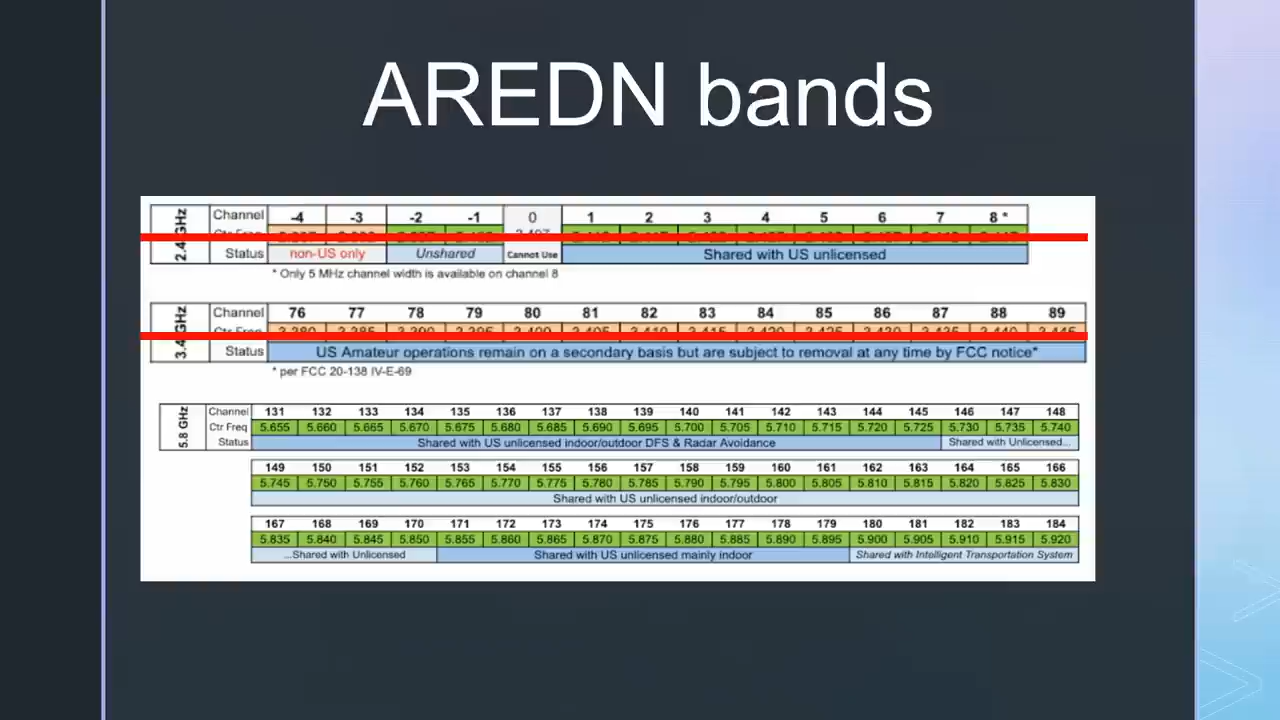 AREDN bands
2.4 GHz
Channel -4 -3 -2 -1 0 1 2 3 4 5 6 7 8 *
Status non-US only Unshared Cannot Use Shared with US unlicensed
* Only 5 MHz channel width is available on channel 8
3.4 GHz
Channel 76 77 78 79 80 81 82 83 84 85 86 87 88 89
Status US Amateur operations remain on a secondary basis but are subject to removal at any time by FCC notice*
* per FCC 20-138 IV-E-69
5.8 GHz
Channel 131 132 133 134 135 136 137 138 139 140 141 142 143 144 145 146 147 148
Ctr Freq 5.655 5.660 5.665 5.670 5.675 5.680 5.685 5.690 5.695 5.700 5.705 5.710 5.715 5.720 5.725 5.730 5.735 5.740
Status Shared with US unlicensed indoor/outdoor DFS & Radar Avoidance Shared with Unlicensed...
149 150 151 152 153 154 155 156 157 158 159 160 161 162 163 164 165 166
5.745 5.750 5.755 5.760 5.765 5.770 5.775 5.780 5.785 5.790 5.795 5.800 5.805 5.810 5.815 5.820 5.825 5.830
Shared with US unlicensed indoor/outdoor
167 168 169 170 171 172 173 174 175 176 177 178 179 180 181 182 183 184
5.835 5.840 5.845 5.850 5.855 5.860 5.865 5.870 5.875 5.880 5.885 5.890 5.895 5.900 5.905 5.910 5.915 5.920
...Shared with Unlicensed Shared with US unlicensed mainly indoor Shared with Intelligent Transportation System